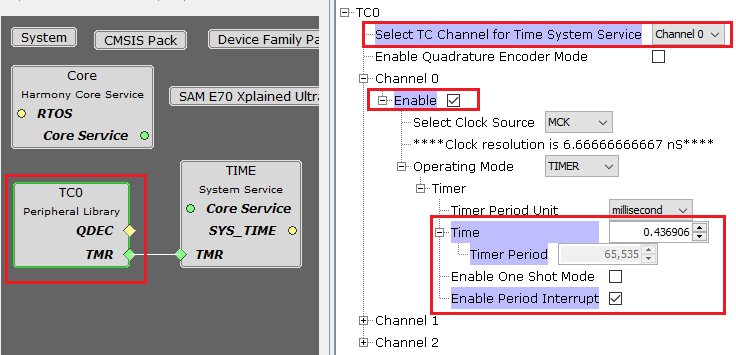 System
CMSIS Pack
Device Family Pa
Core
Harmony Core Service
RTOS
Core Service
SAM E70 Xplained Ultra
TC0
Peripheral Library
QDEC
TMR
TIME
System Service
Core Service
SYS_TIME
TMR
TC0
Select TC Channel for Time System Service Channel 0
Enable Quadrature Encoder Mode
Channel 0
Enable
Select Clock Source MCK
****Clock resolution is 6.66666666667 nS****
Operating Mode TIMER
Timer
Timer Period Unit millisecond
Time 0.436906
Timer Period 65,535
Enable One Shot Mode
Enable Period Interrupt
Channel 1
Channel 2